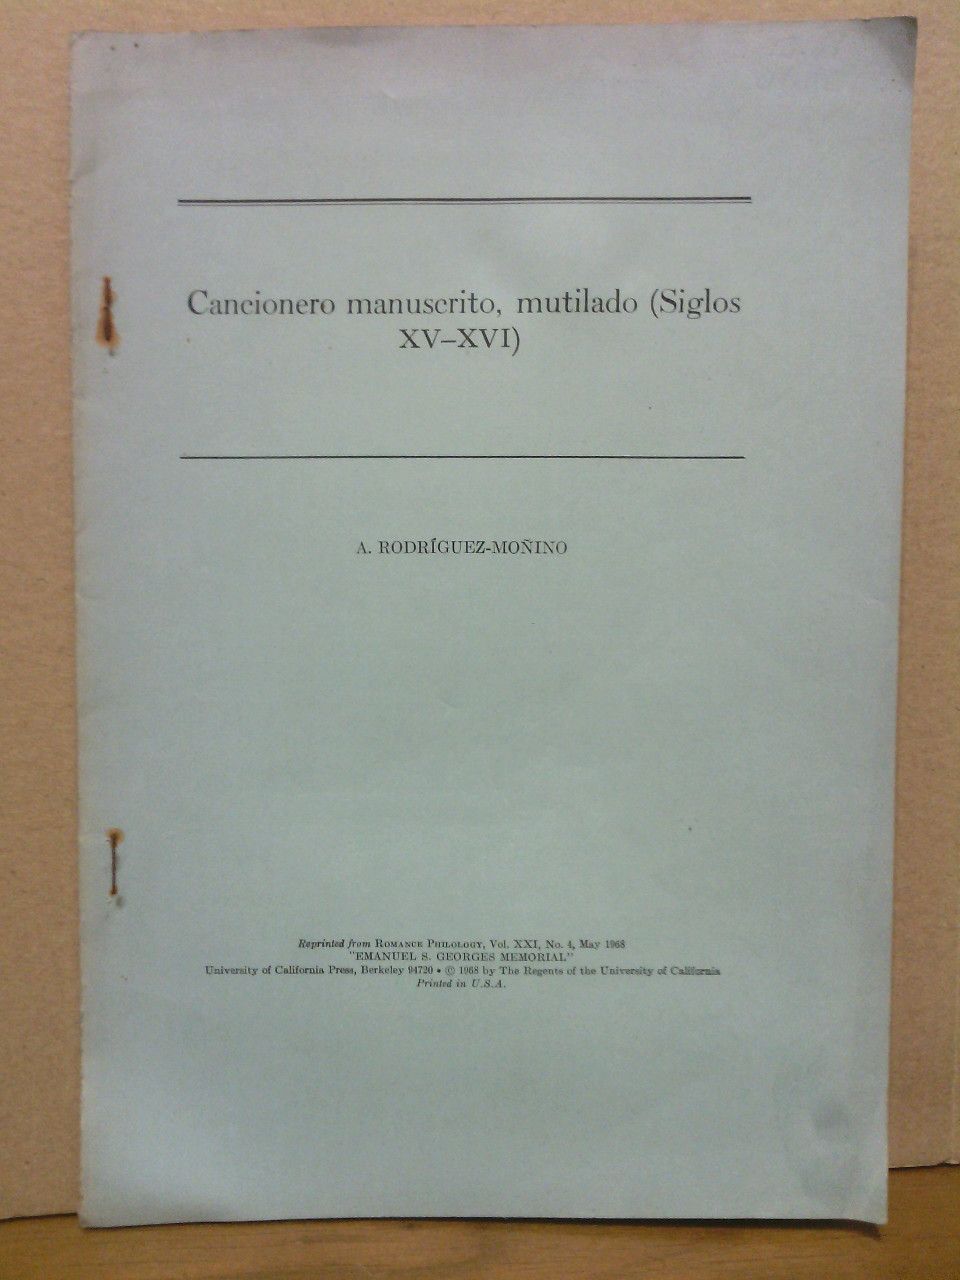 Cancionero manuscrito, mutilado (Siglos
XV–XVI)
A. RODRÍGUEZ-MOÑINO
Reprinted from ROMANCE PHILOLOGY, Vol. XXI, No. 4, May 1968
"EMANUEL S. GEORGES MEMORIAL"
University of California Press, Berkeley 94720 • © 1968 by The Regents of the University of California
Printed in U.S.A.